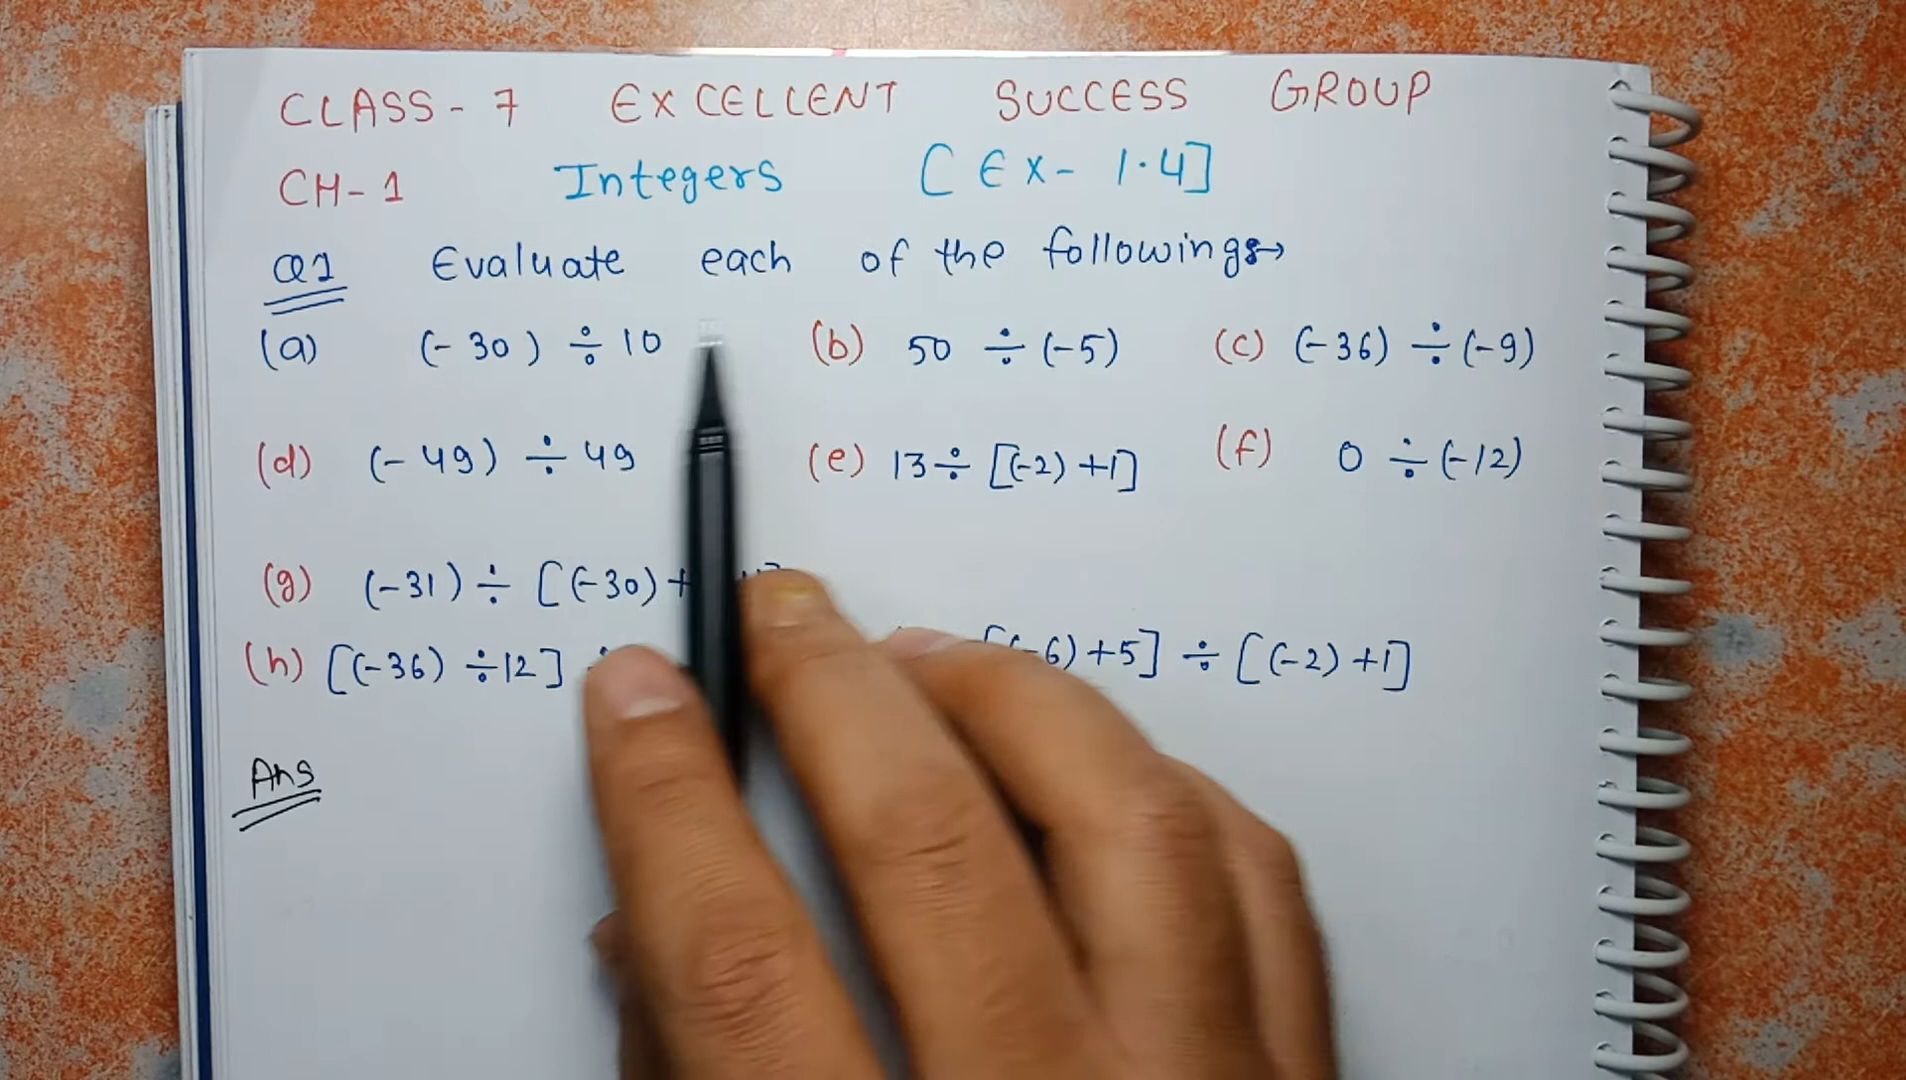 CLASS - 7 EXCELLENT SUCCESS GROUP
CH-1 Integers [EX- 1.4]
Q1 Evaluate each of the followings→
(a) (-30) ÷ 10 (b) 50 ÷ (-5) (c) (-36) ÷ (-9)
(d) (-49) ÷ 49 (e) 13 ÷ [(-2) +1] (f) 0 ÷ (-12)
(g) (-31) ÷ [(-30) +
(h) [(-36) ÷12] -6) +5] ÷ [(-2) +1]
Ans